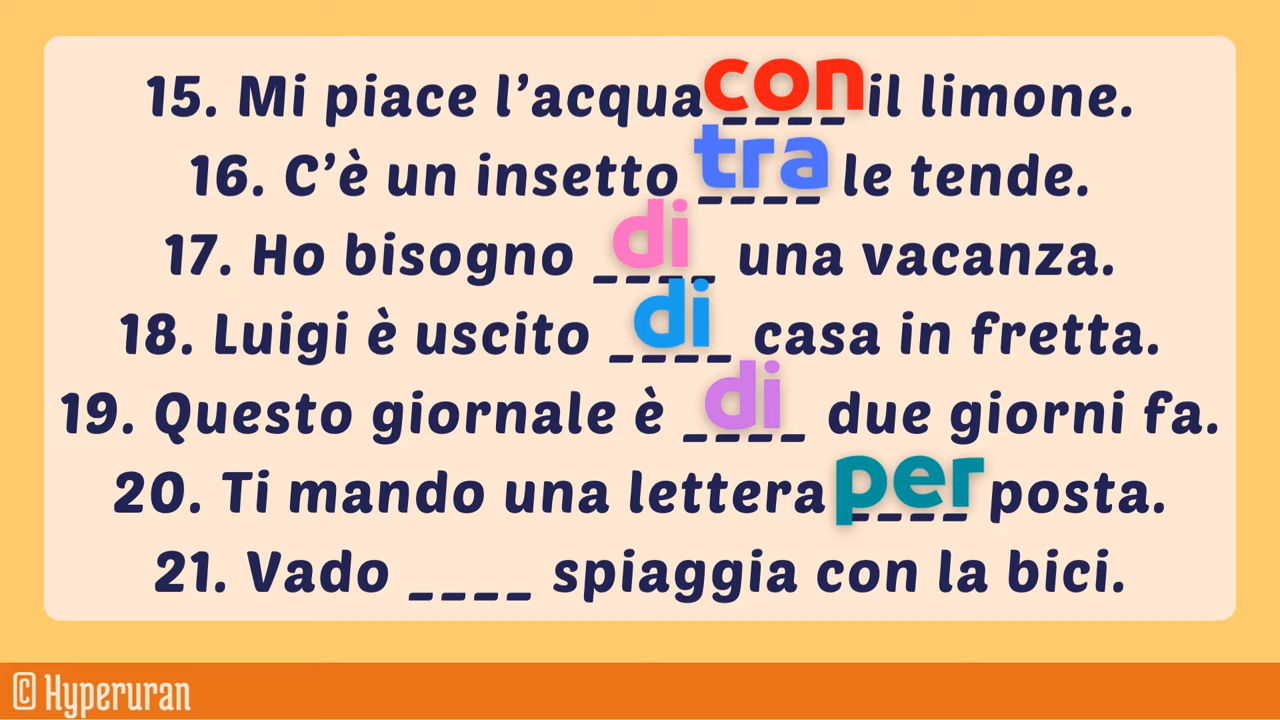 15. Mi piace l'acqua con il limone.
16. C'è un insetto tra le tende.
17. Ho bisogno di una vacanza.
18. Luigi è uscito di casa in fretta.
19. Questo giornale è di due giorni fa.
20. Ti mando una lettera per posta.
21. Vado ____ spiaggia con la bici.
© Hyperuran